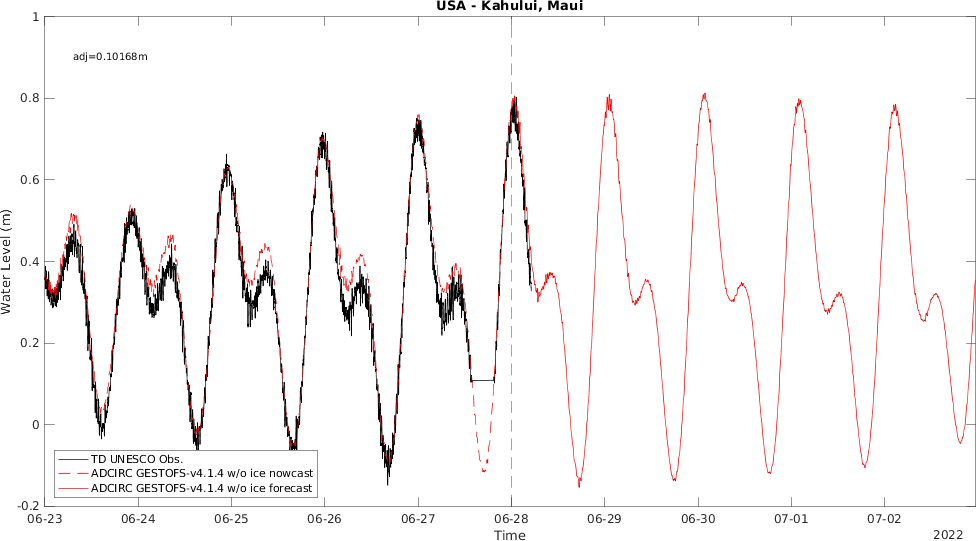 USA - Kahului, Maui
adj=0.10168m
1
0.8
0.6
0.4
0.2
0
-0.2
Water Level (m)
TD UNESCO Obs.
ADCIRC GESTOFS-v4.1.4 w/o ice nowcast
ADCIRC GESTOFS-v4.1.4 w/o ice forecast
06-23 06-24 06-25 06-26 06-27 06-28 06-29 06-30 07-01 07-02
Time
2022